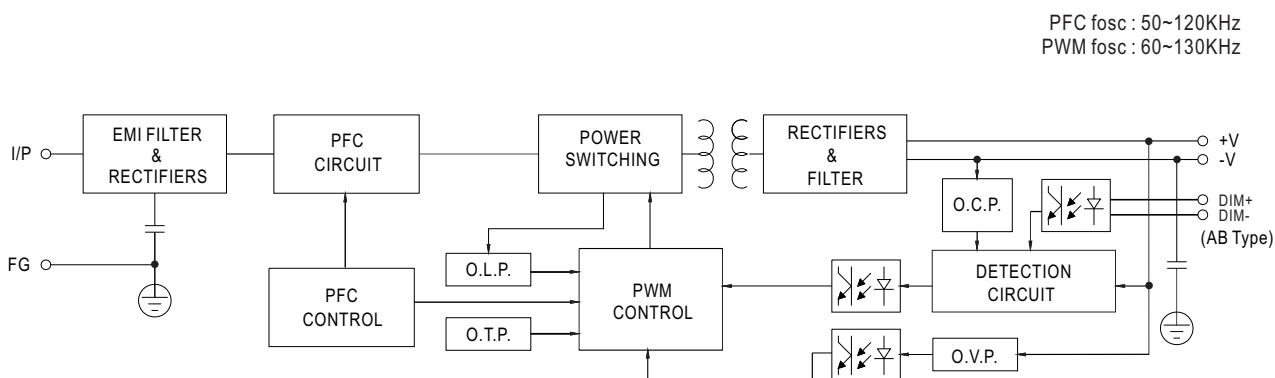 PFC fosc : 50~120KHz
PWM fosc : 60~130KHz
EMI FILTER
&
RECTIFIERS
PFC
CIRCUIT
POWER
SWITCHING
RECTIFIERS
&
FILTER
I/P
+V
-V
O.C.P.
DIM+
DIM-
(AB Type)
FG
O.L.P.
PFC
CONTROL
PWM
CONTROL
DETECTION
CIRCUIT
O.T.P.
O.V.P.